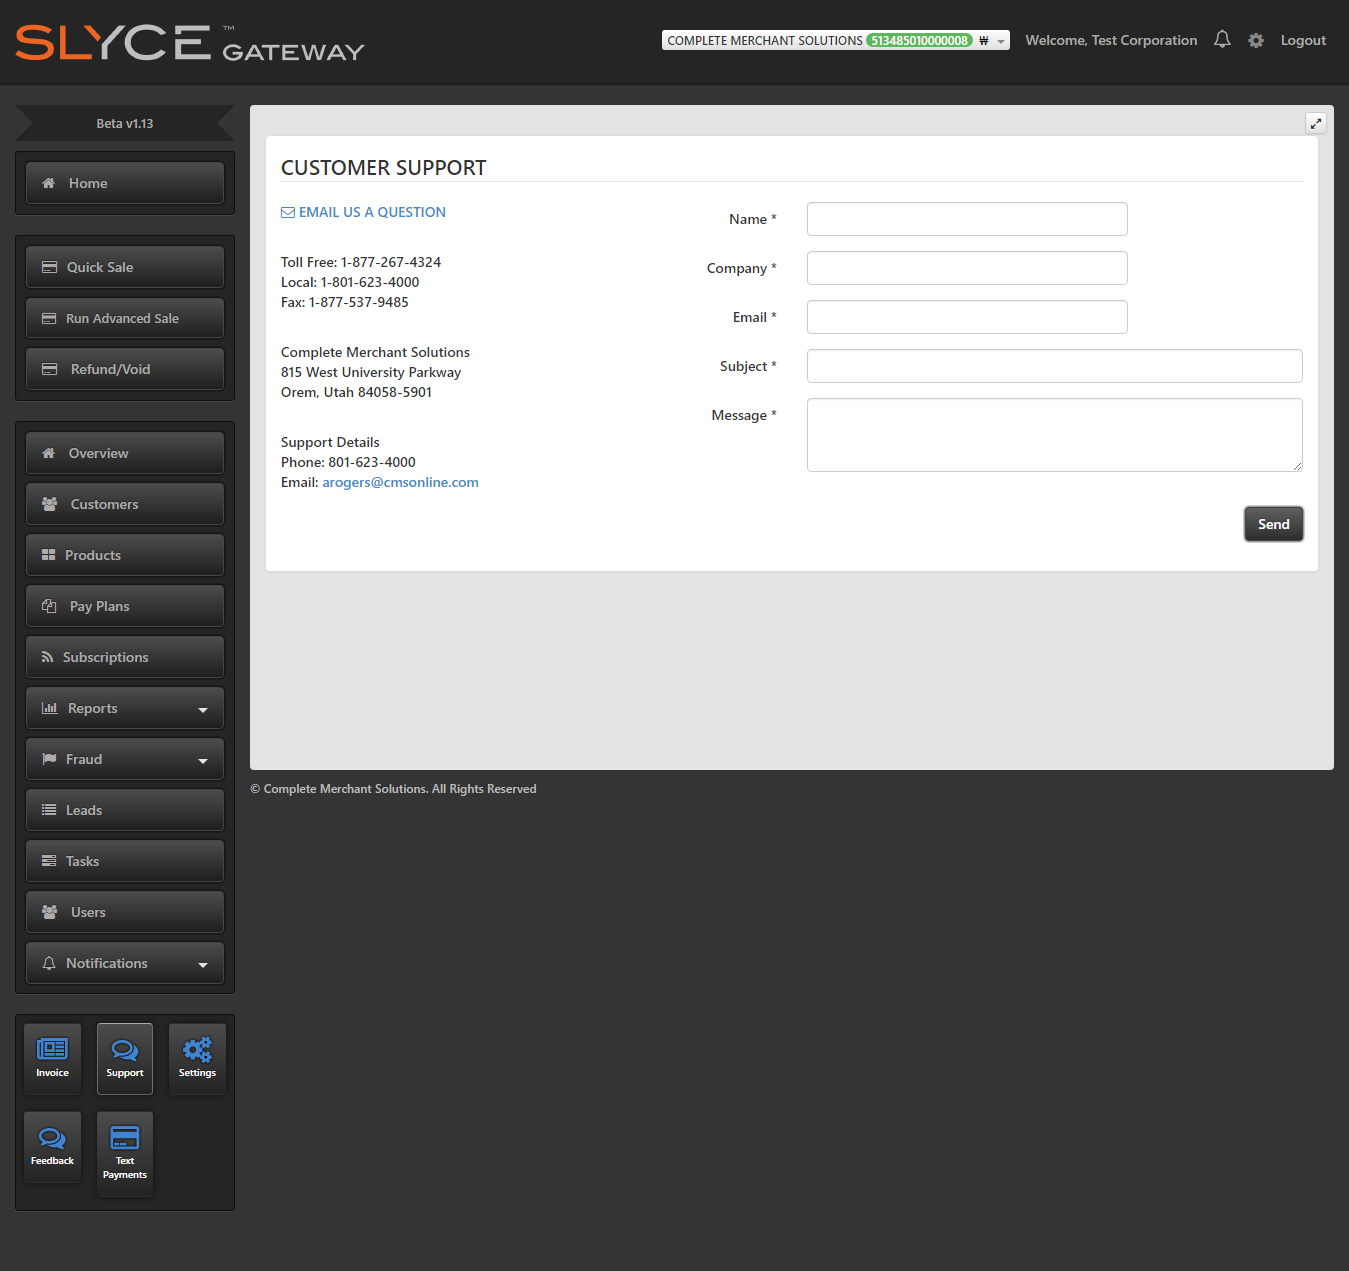 SLYCE ™ GATEWAY
COMPLETE MERCHANT SOLUTIONS 513485010000008 ₩
Welcome, Test Corporation
Logout
Beta v1.13
Home
Quick Sale
Run Advanced Sale
Refund/Void
Overview
Customers
Products
Pay Plans
Subscriptions
Reports
Fraud
Leads
Tasks
Users
Notifications
Invoice
Support
Settings
Feedback
Text
Payments
CUSTOMER SUPPORT
EMAIL US A QUESTION
Toll Free: 1-877-267-4324
Local: 1-801-623-4000
Fax: 1-877-537-9485
Complete Merchant Solutions
815 West University Parkway
Orem, Utah 84058-5901
Support Details
Phone: 801-623-4000
Email: arogers@cmsonline.com
Name *
Company *
Email *
Subject *
Message *
Send
© Complete Merchant Solutions. All Rights Reserved